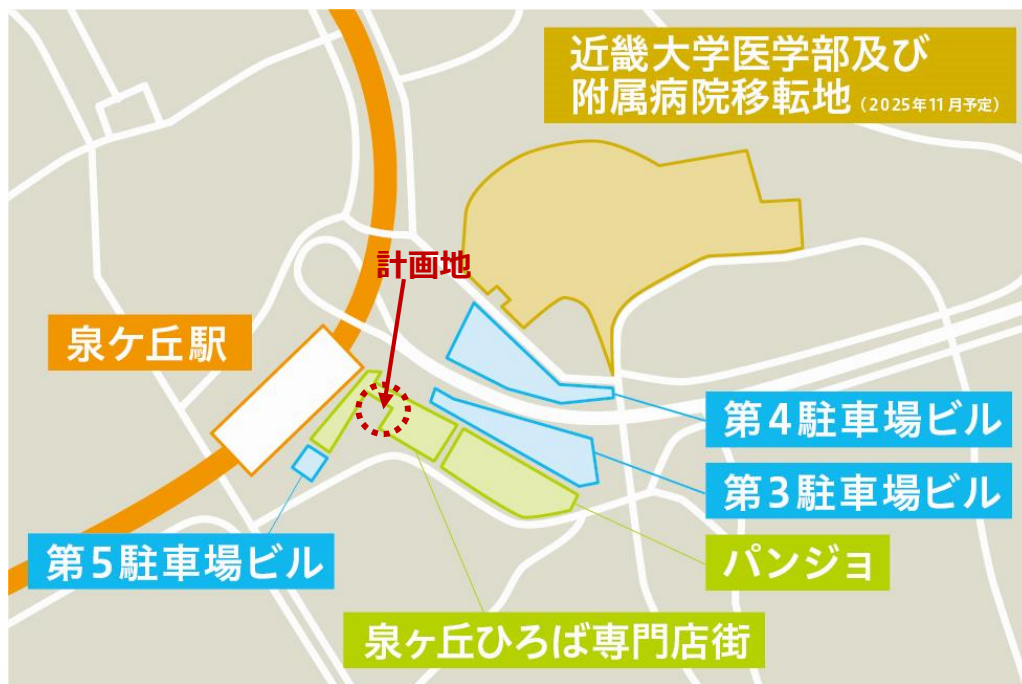 近畿大学医学部及び
附属病院移転地（2025年11月予定）
計画地
泉ケ丘駅
第4駐車場ビル
第3駐車場ビル
第5駐車場ビル
パンジョ
泉ヶ丘ひろば専門店街